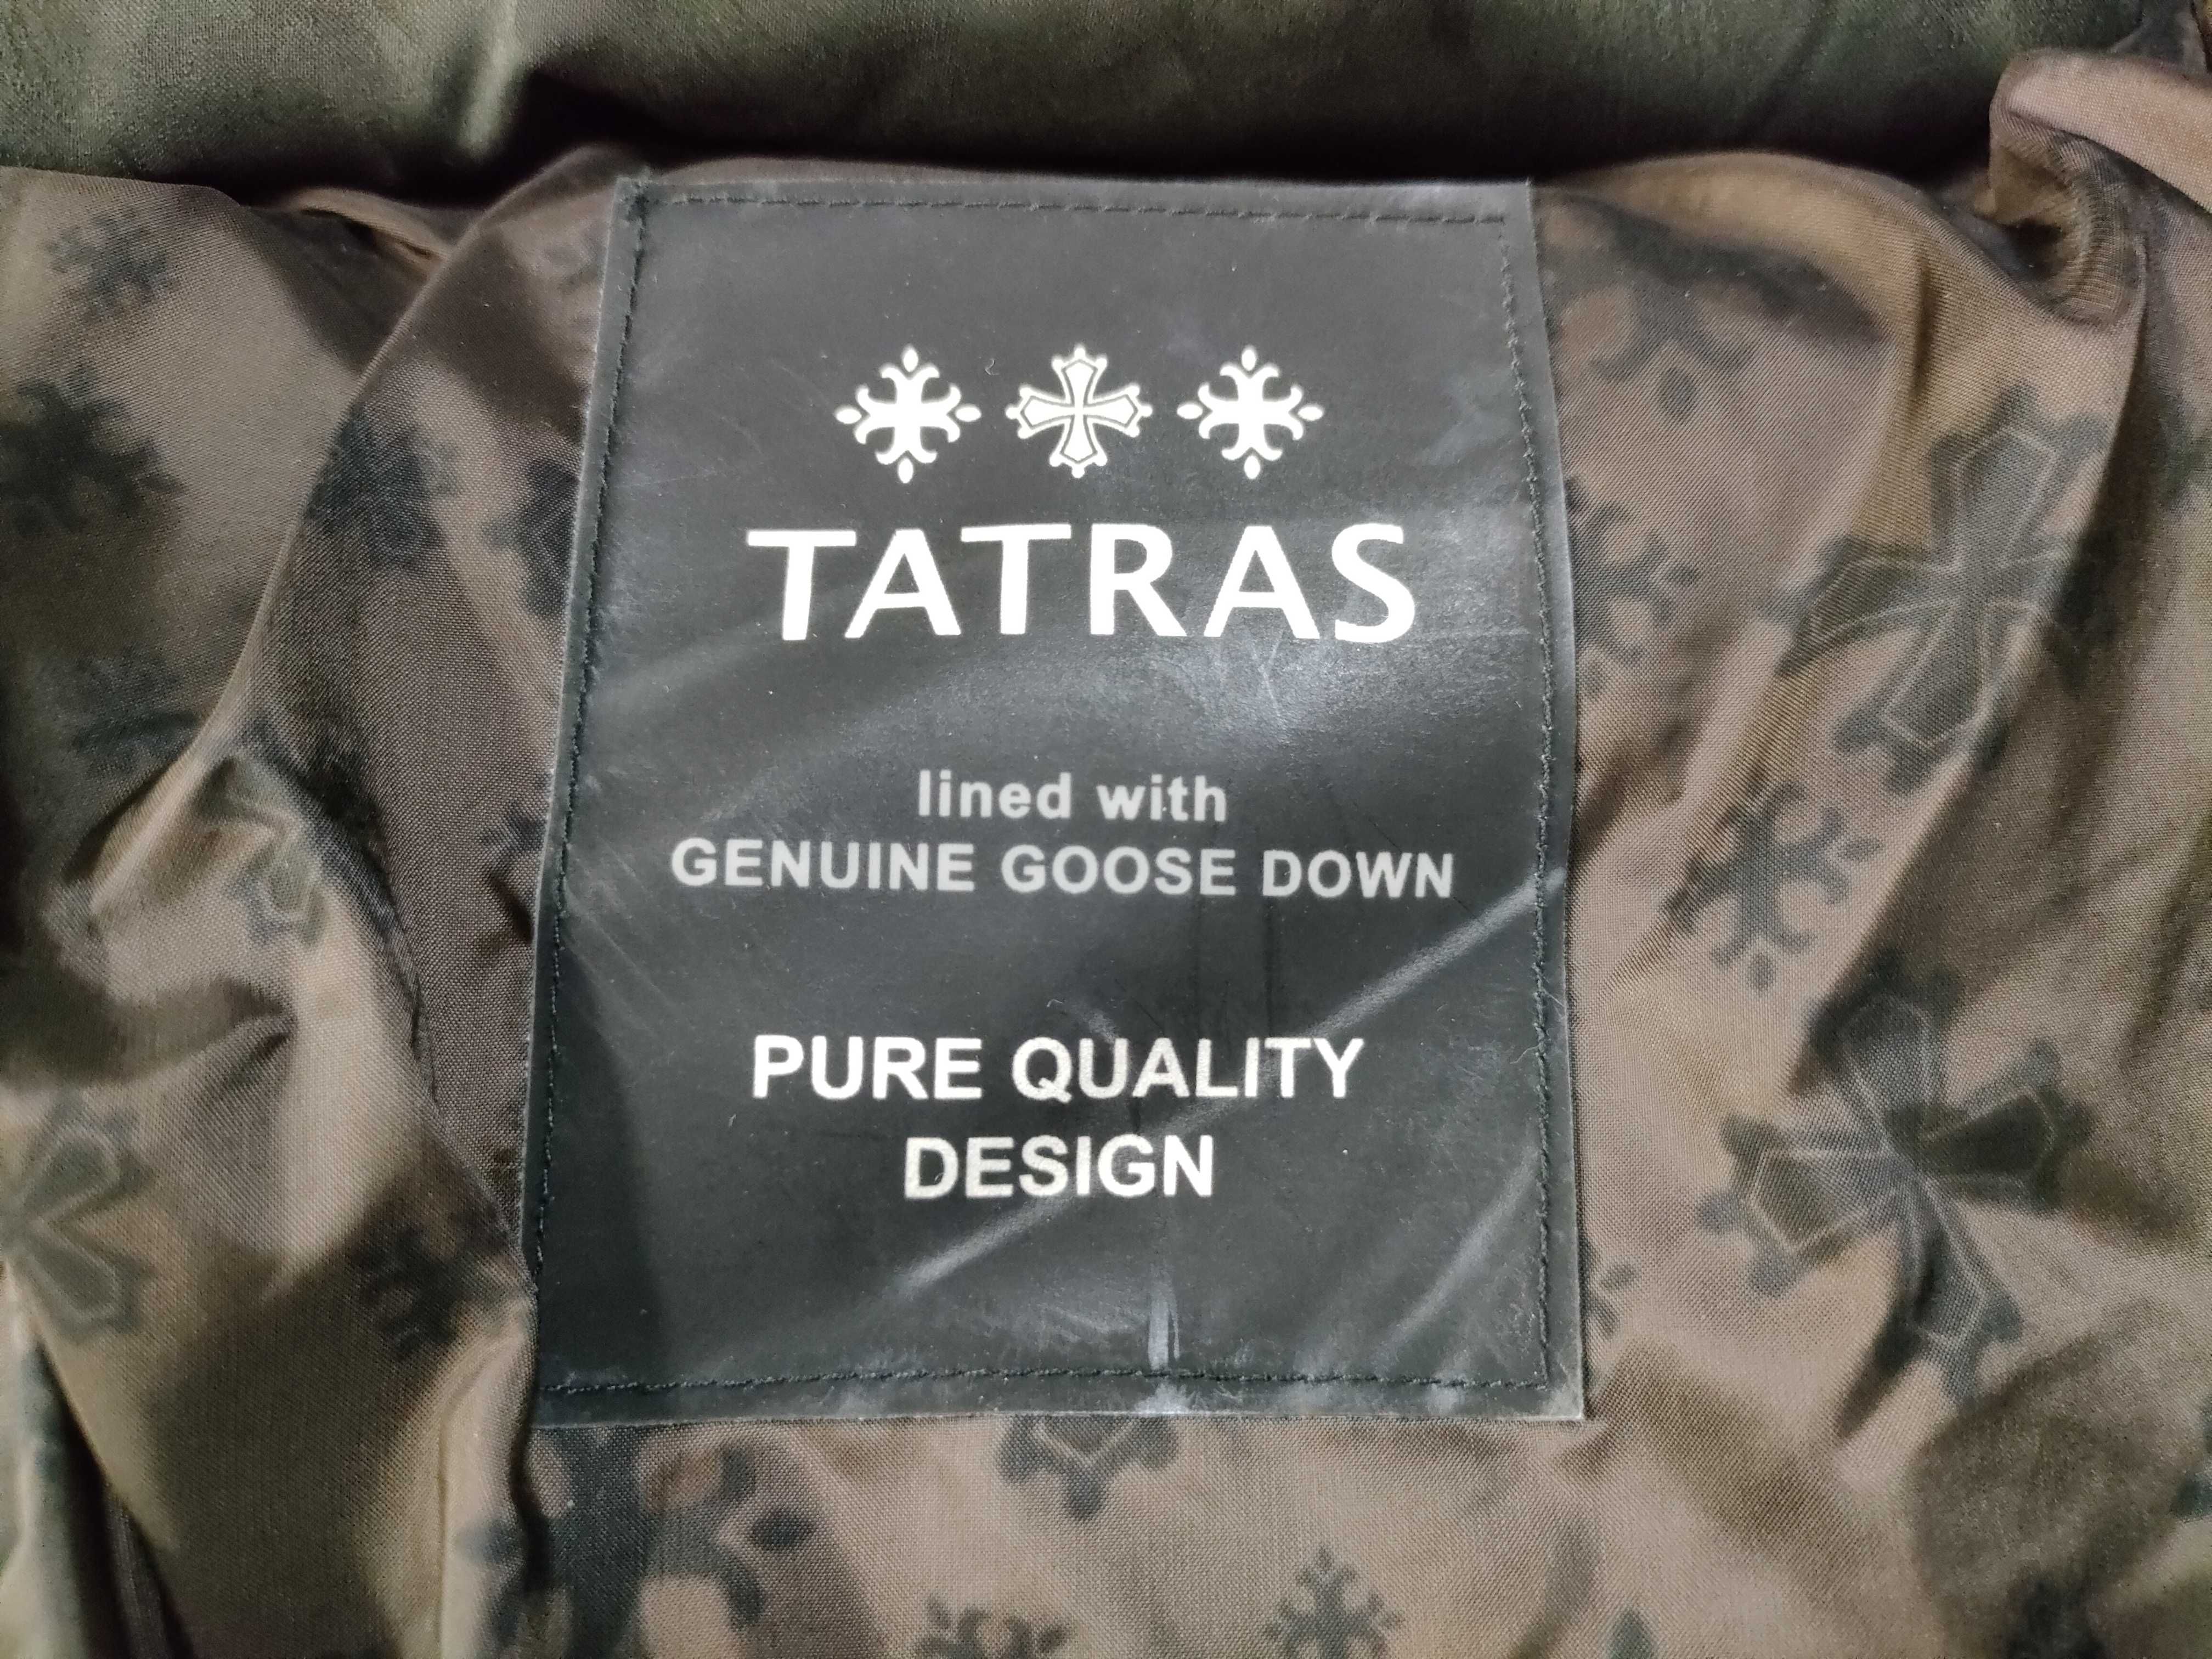 TATRAS
lined with
GENUINE GOOSE DOWN
PURE QUALITY
DESIGN